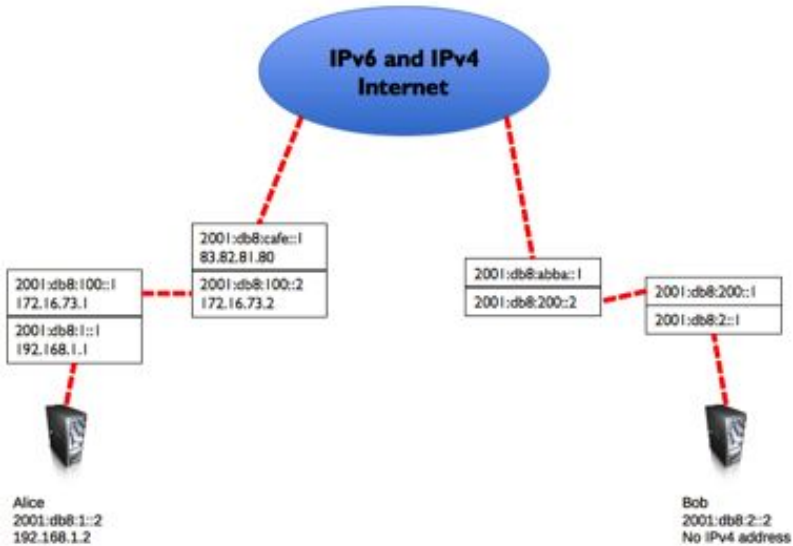 IPv6 and IPv4
Internet
2001:db8:cafe::1
83.82.81.80
2001:db8:100::2
172.16.73.2
2001:db8:100::1
172.16.73.1
2001:db8:1::1
192.168.1.1
2001:db8:abba::1
2001:db8:200::2
2001:db8:200::1
2001:db8:2::1
Alice
2001:db8:1::2
192.168.1.2
Bob
2001:db8:2::2
No IPv4 address